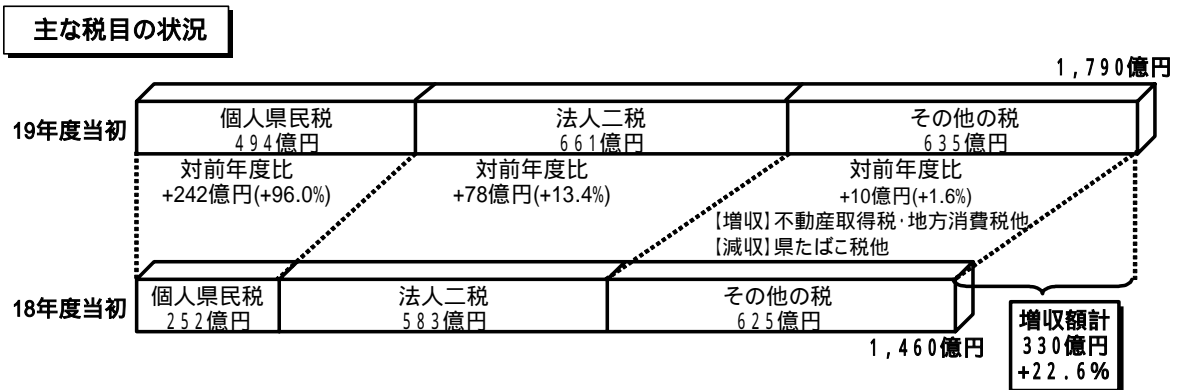 主な税目の状況
1,790億円
19年度当初
個人県民税
494億円
法人二税
661億円
その他の税
635億円
対前年度比
+242億円(+96.0%)
対前年度比
+78億円(+13.4%)
対前年度比
+10億円(+1.6%)
【増収】不動産取得税・地方消費税他
【減収】県たばこ税他
18年度当初
個人県民税
252億円
法人二税
583億円
その他の税
625億円
1,460億円
増収額計
330億円
+22.6%